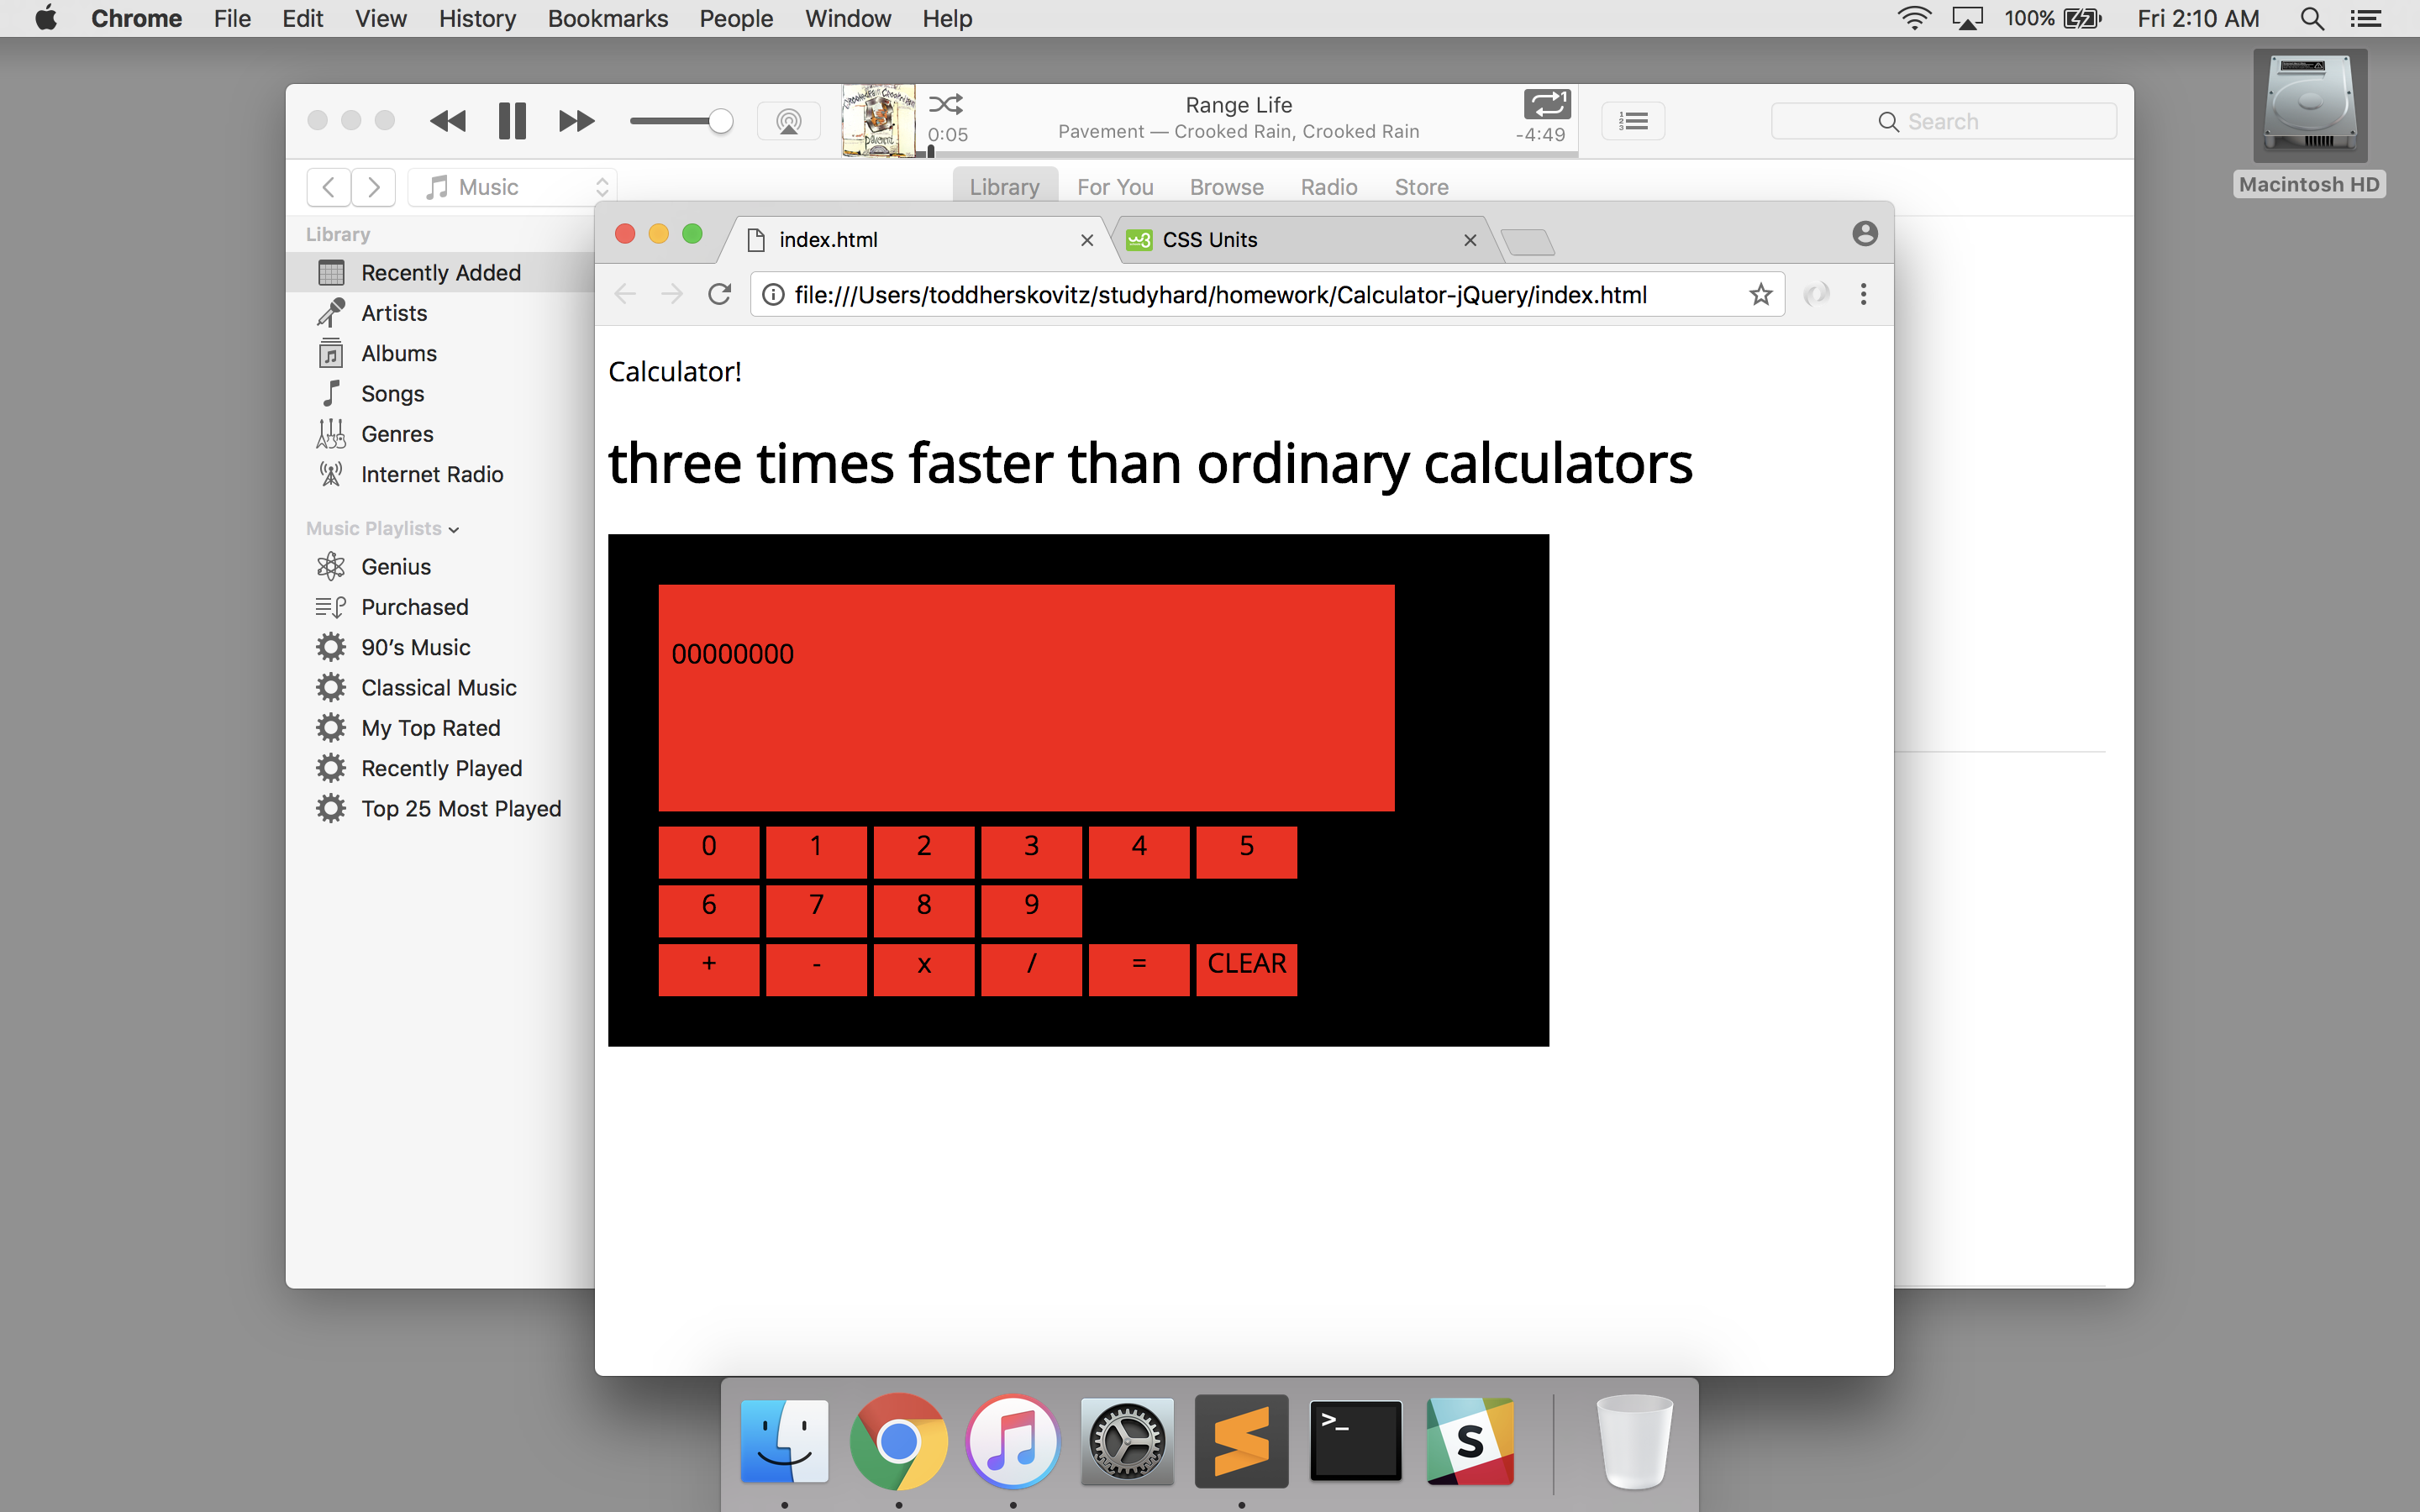 Chrome File Edit View History Bookmarks People Window Help 100% Fri 2:10 AM
Macintosh HD
Range Life
0:05 Pavement — Crooked Rain, Crooked Rain -4:49
Search
Music
Library For You Browse Radio Store
Library
Recently Added
Artists
Albums
Songs
Genres
Internet Radio
Music Playlists
Genius
Purchased
90's Music
Classical Music
My Top Rated
Recently Played
Top 25 Most Played
index.html
w3 CSS Units
file:///Users/toddherskovitz/studyhard/homework/Calculator-jQuery/index.html
Calculator!
three times faster than ordinary calculators
00000000
0 1 2 3 4 5
6 7 8 9
+ - x / = CLEAR
>_
S